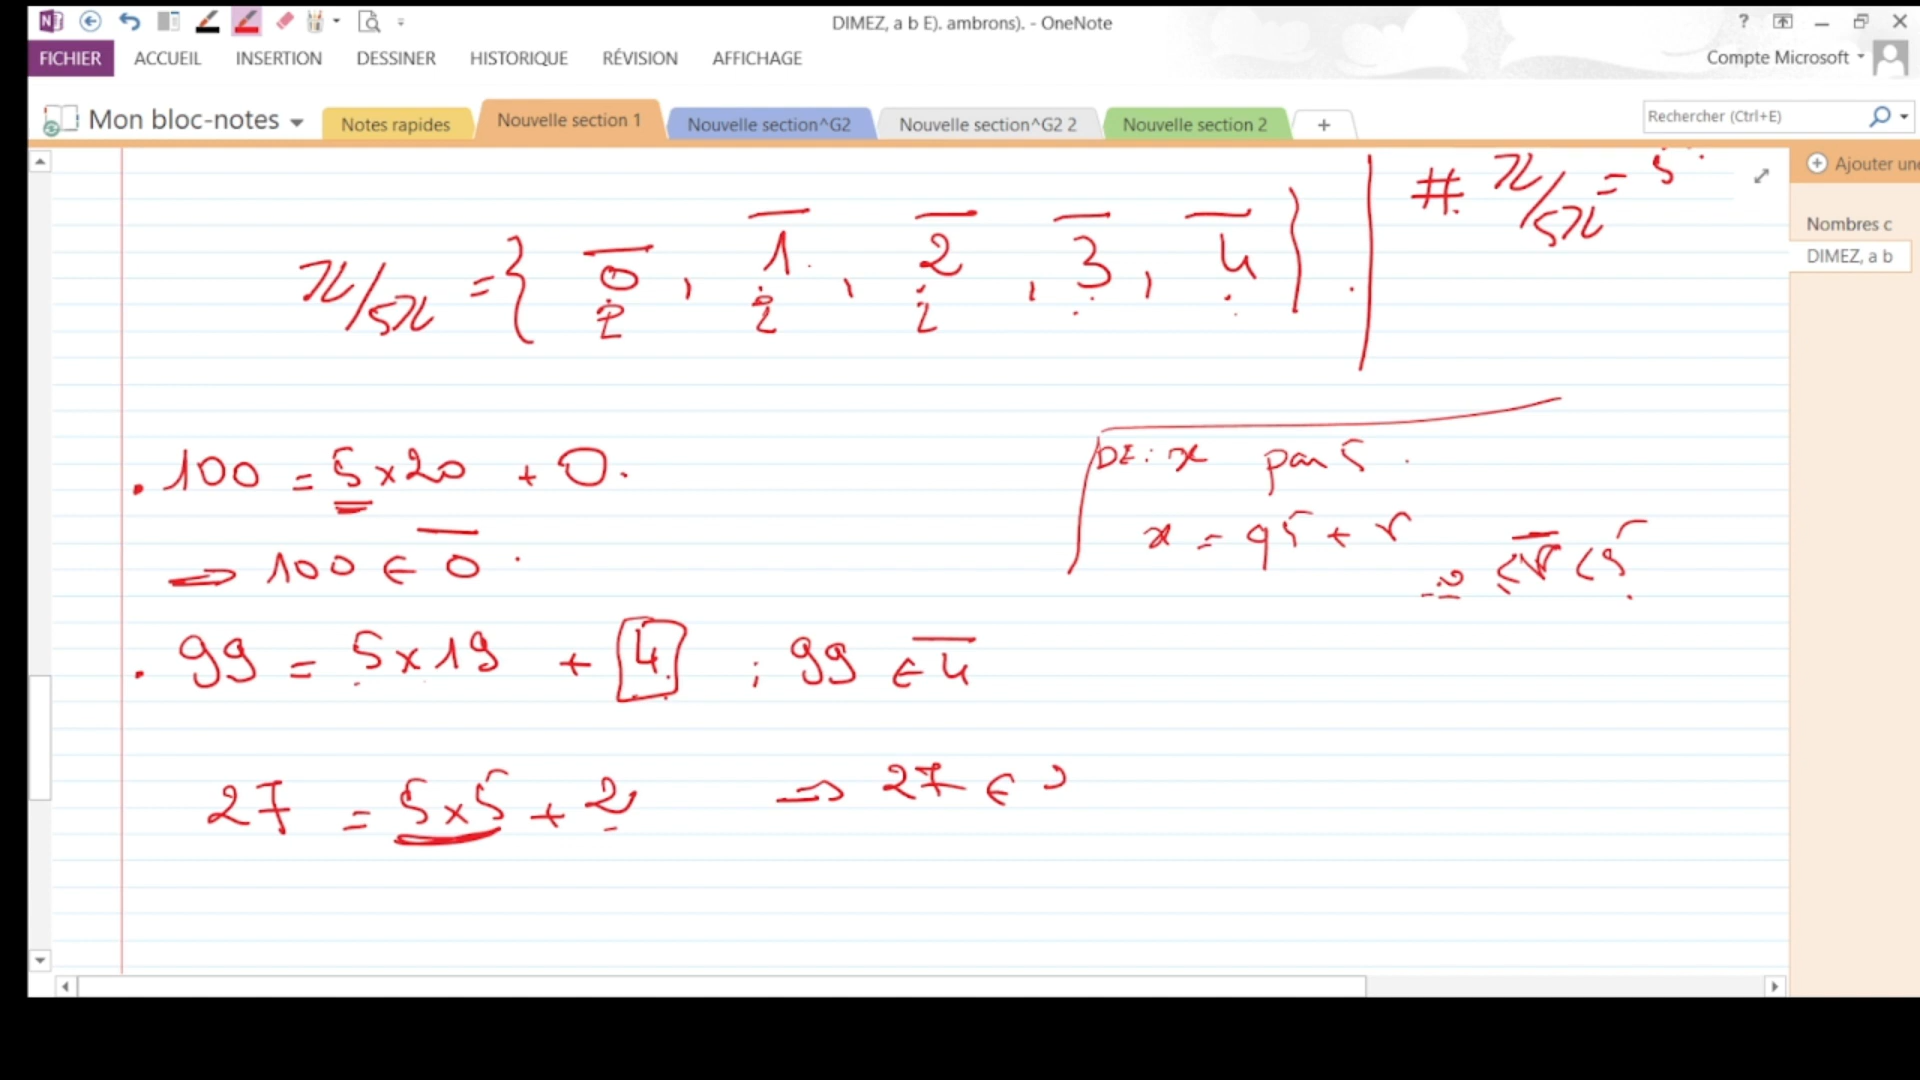 DIMEZ, a b E). ambrons). - OneNote
?
FICHIER ACCUEIL INSERTION DESSINER HISTORIQUE RÉVISION AFFICHAGE
Compte Microsoft
Mon bloc-notes
Notes rapides
Nouvelle section 1
Nouvelle section^G2
Nouvelle section^G2 2
Nouvelle section 2
+
Rechercher (Ctrl+E)
Ajouter une
Nombres c
DIMEZ, a b
# ℤ/5ℤ = 5
ℤ/5ℤ = { 0̅ , 1̅ , 2̅ , 3̅ , 4̅ } .
. 100 = 5 x 20 + 0.
⇒ 100 ∈ 0̅ .
DE : x par 5 .
x = q5 + r
0 ≤ r < 5
. 99 = 5 x 19 + 4 ; 99 ∈ 4̅
27 = 5 x 5 + 2 ⇒ 27 ∈